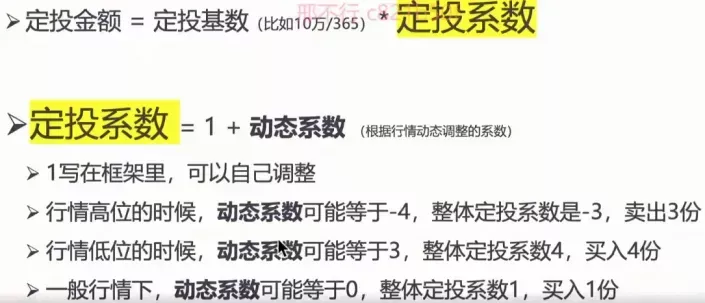 ➢定投金额 = 定投基数 (比如10万/365) * 定投系数
➢定投系数 = 1 + 动态系数 (根据行情动态调整的系数)
➢1写在框架里，可以自己调整
➢行情高位的时候，动态系数可能等于-4，整体定投系数是-3，卖出3份
➢行情低位的时候，动态系数可能等于3，整体定投系数4，买入4份
➢一般行情下，动态系数可能等于0，整体定投系数1，买入1份